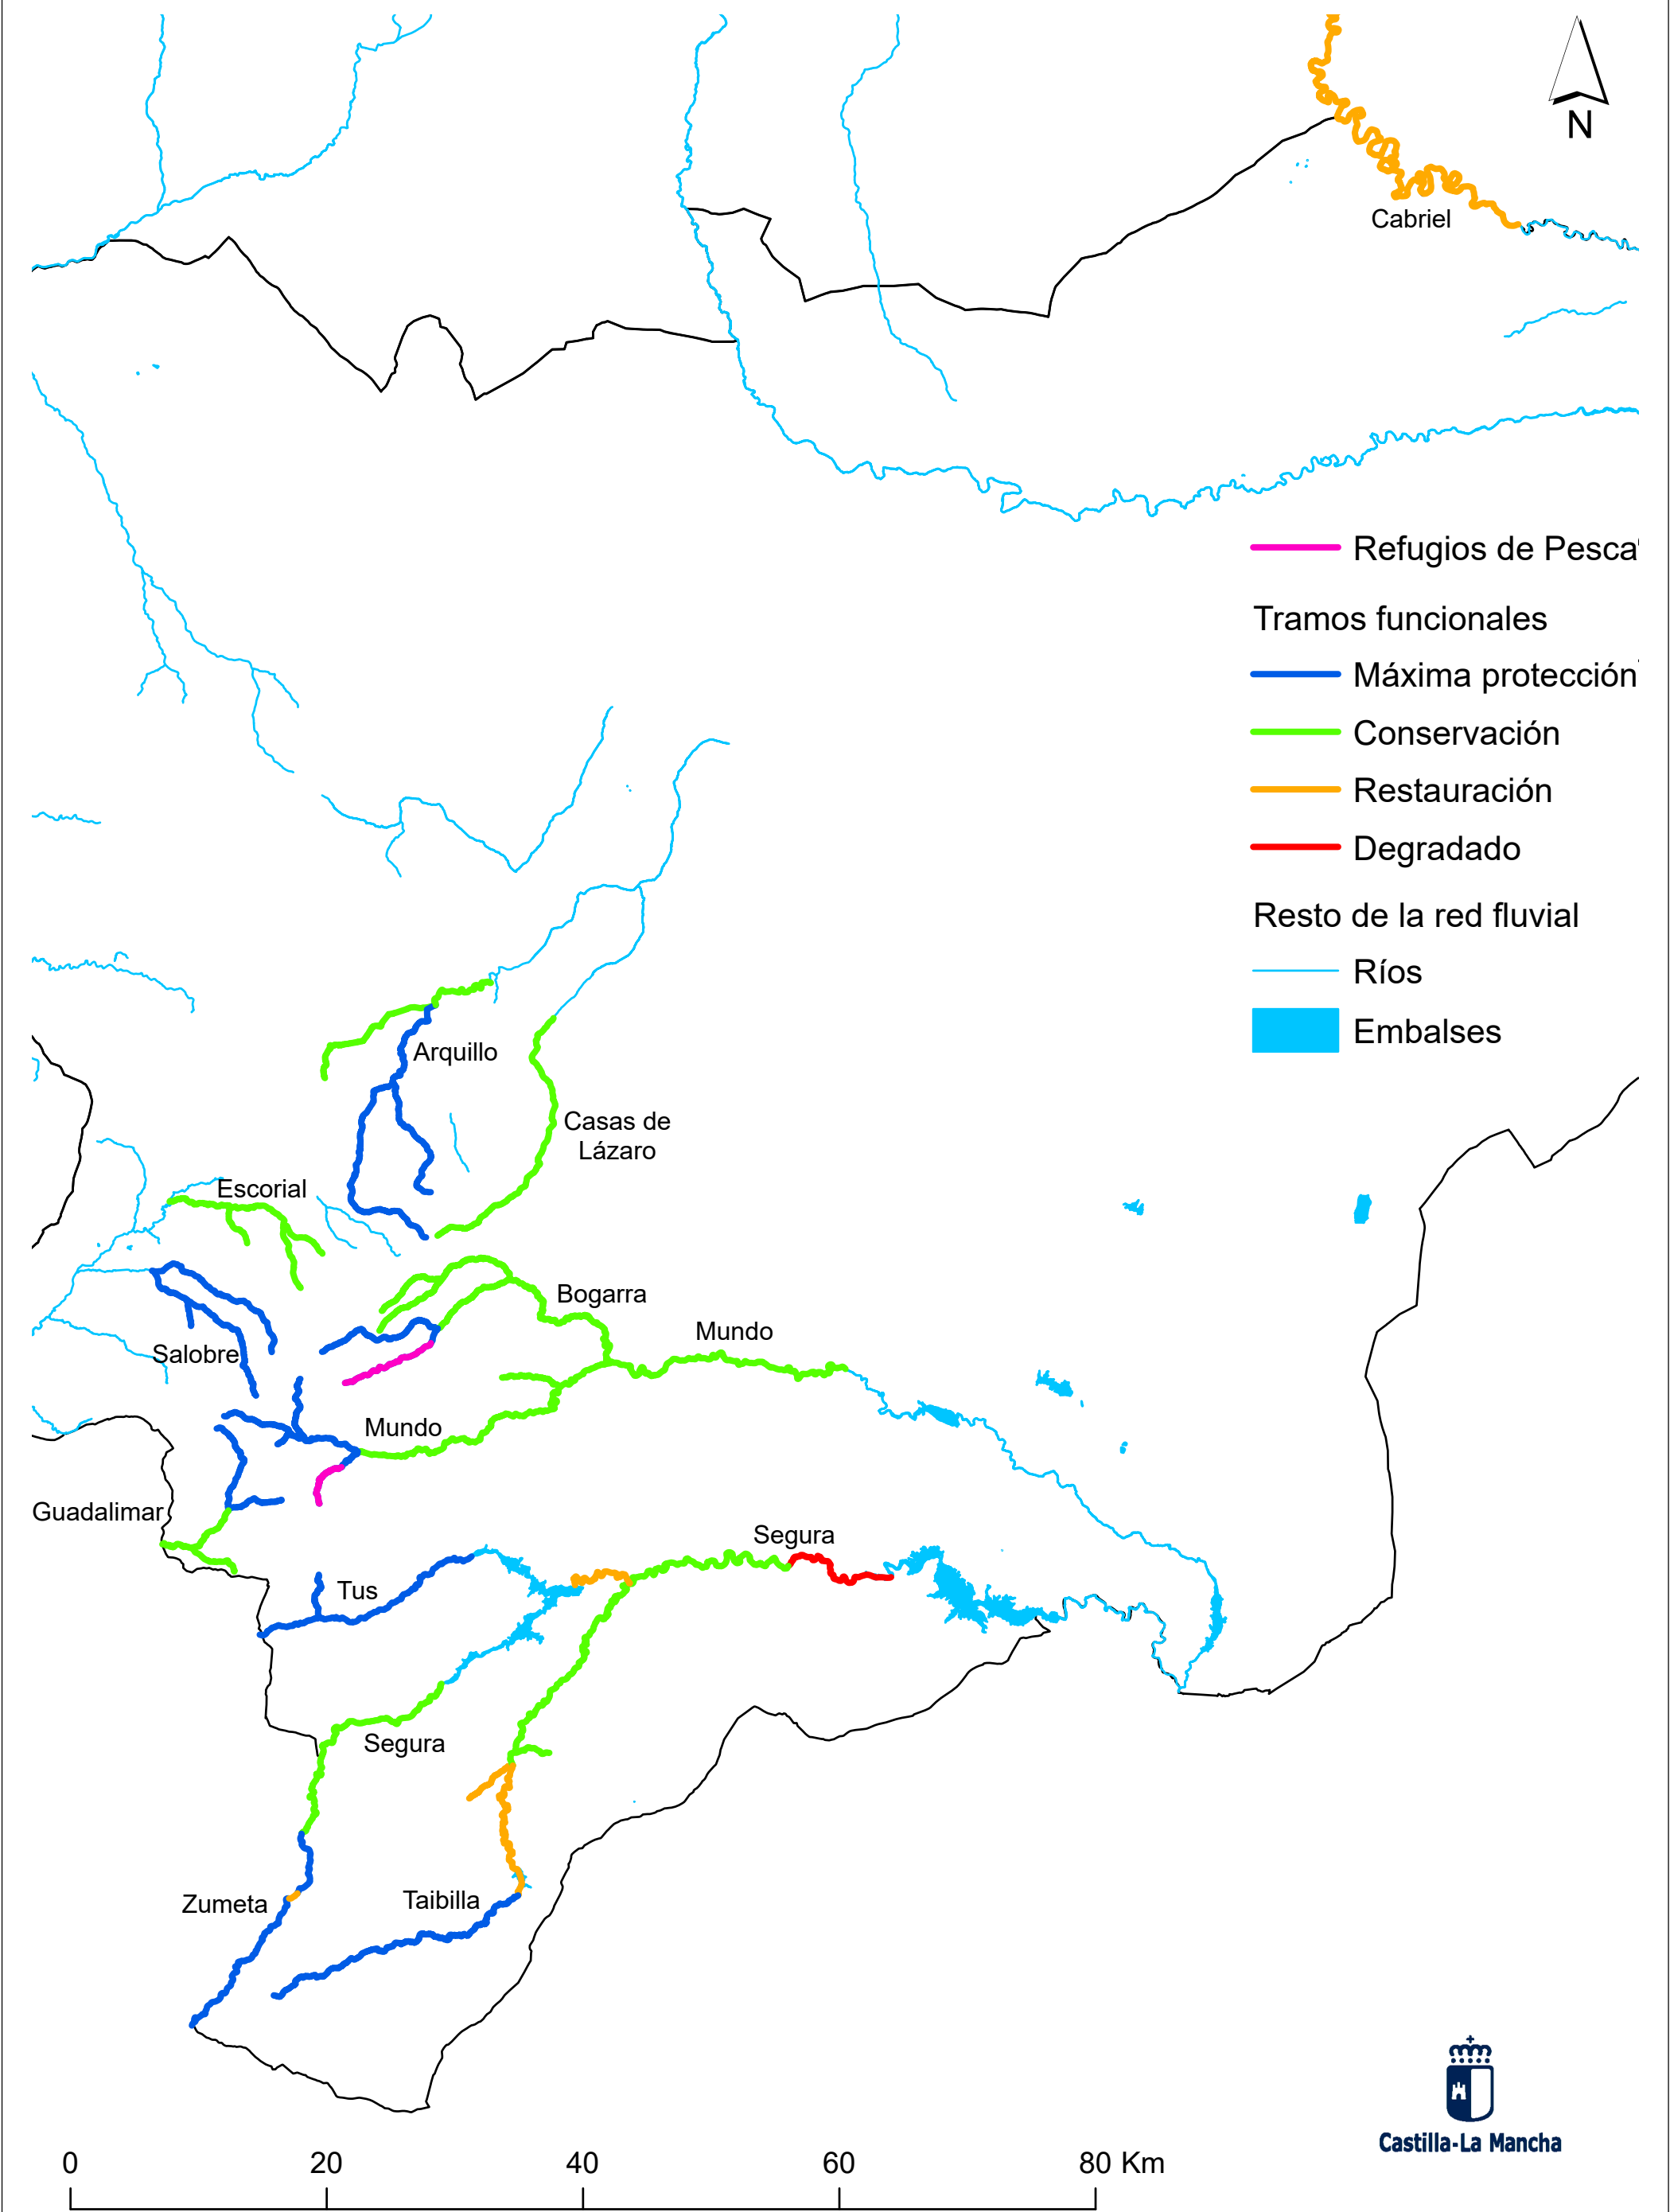 N
Cabriel
Refugios de Pesca
Tramos funcionales
Máxima protección
Conservación
Restauración
Degradado
Resto de la red fluvial
Ríos
Embalses
Arquillo
Casas de
Lázaro
Escorial
Bogarra
Mundo
Salobre
Mundo
Guadalimar
Segura
Tus
Segura
Zumeta
Taibilla
Castilla-La Mancha
0 20 40 60 80 Km